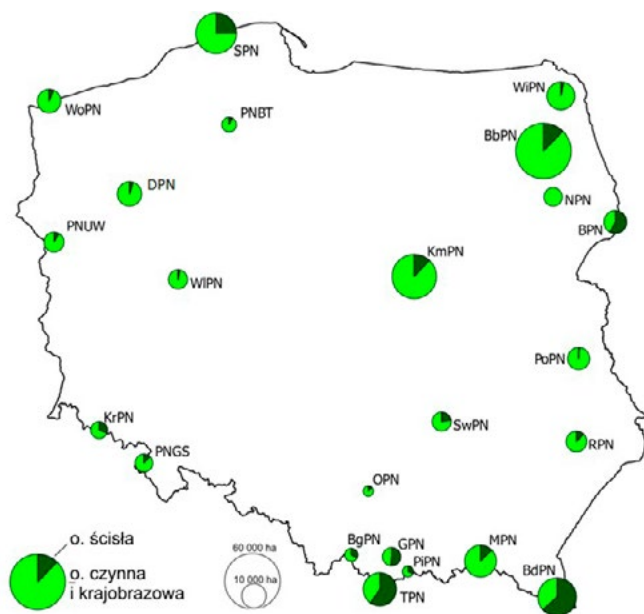 SPN
WiPN
WoPN
PNBT
BbPN
DPN
NPN
BPN
PNUW
KmPN
WlPN
PoPN
KrPN
SwPN
RPN
PNGS
OPN
o. ścisła
BgPN
GPN
MPN
60 000 ha
PiPN
10 000 ha
o. czynna
i krajobrazowa
TPN
BdPN